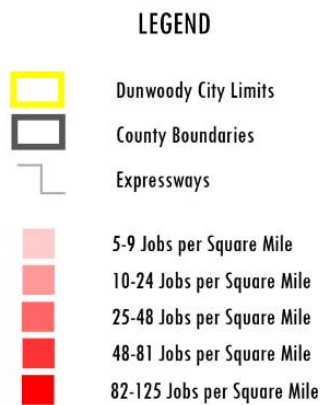 LEGEND
Dunwoody City Limits
County Boundaries
Expressways
5-9 Jobs per Square Mile
10-24 Jobs per Square Mile
25-48 Jobs per Square Mile
48-81 Jobs per Square Mile
82-125 Jobs per Square Mile